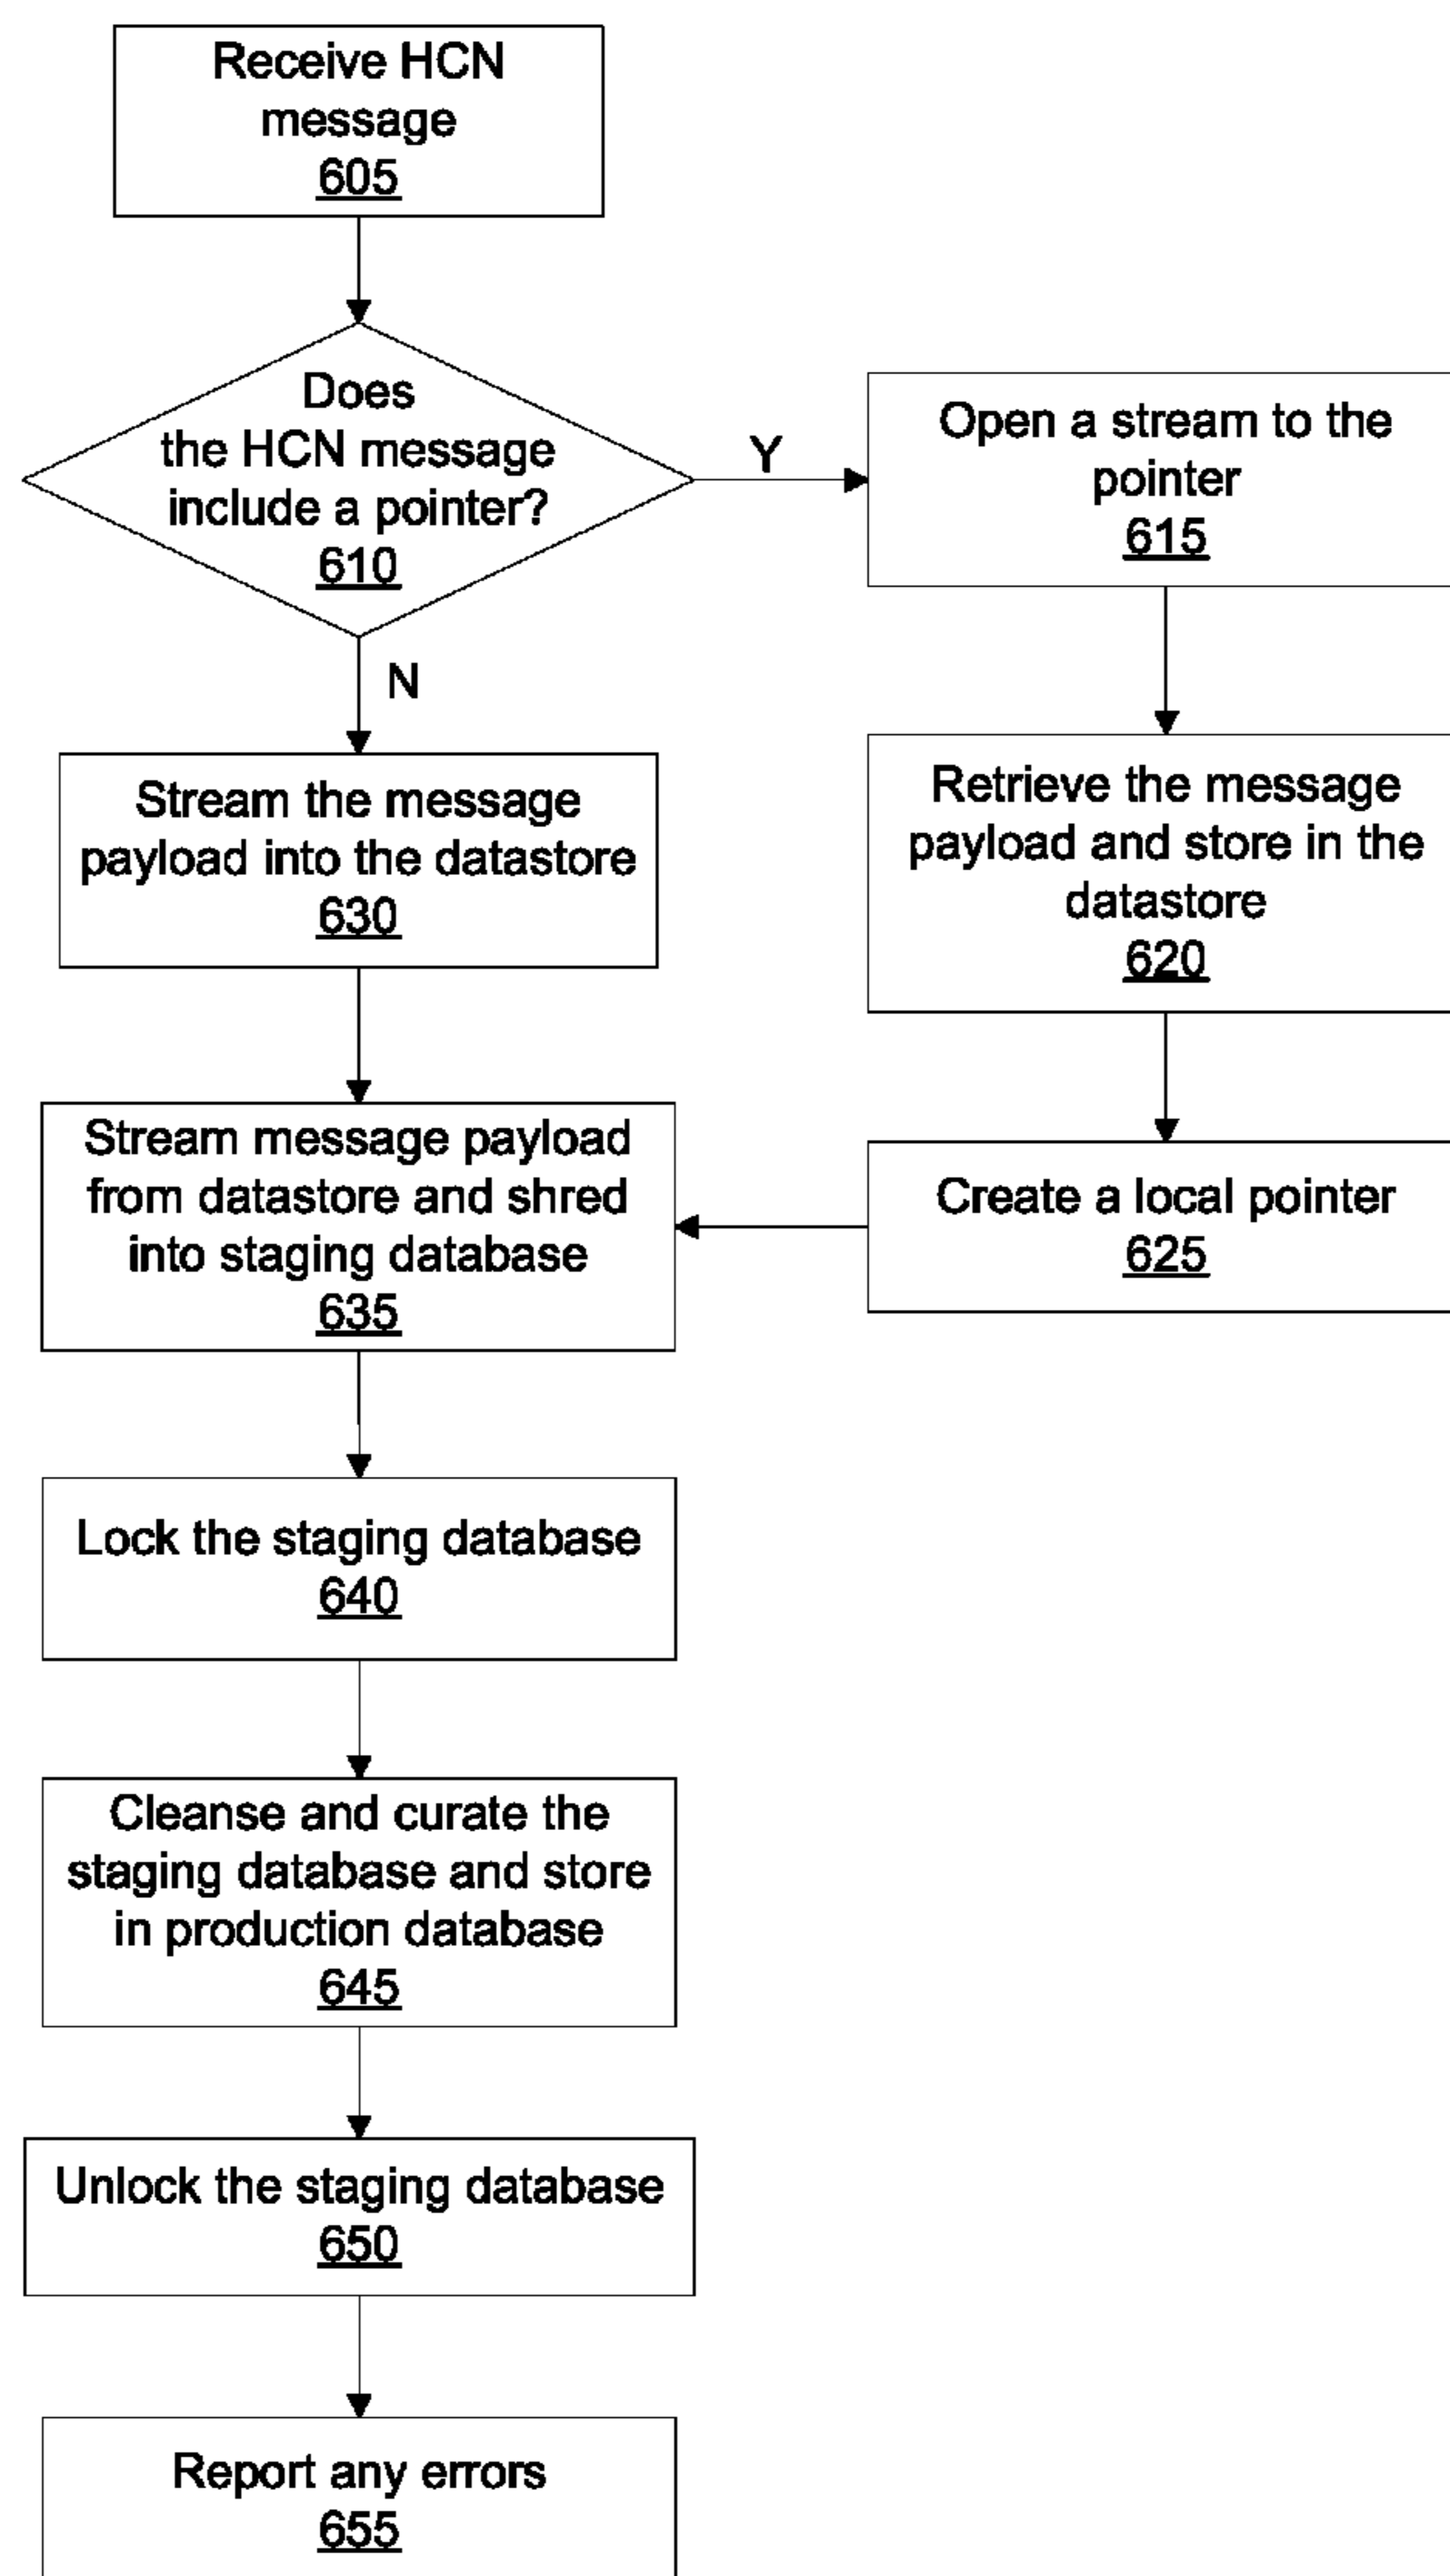 Receive HCN
message
605
Does
the HCN message
include a pointer?
610
Y
Open a stream to the
pointer
615
N
Stream the message
payload into the datastore
630
Retrieve the message
payload and store in the
datastore
620
Stream message payload
from datastore and shred
into staging database
635
Create a local pointer
625
Lock the staging database
640
Cleanse and curate the
staging database and store
in production database
645
Unlock the staging database
650
Report any errors
655